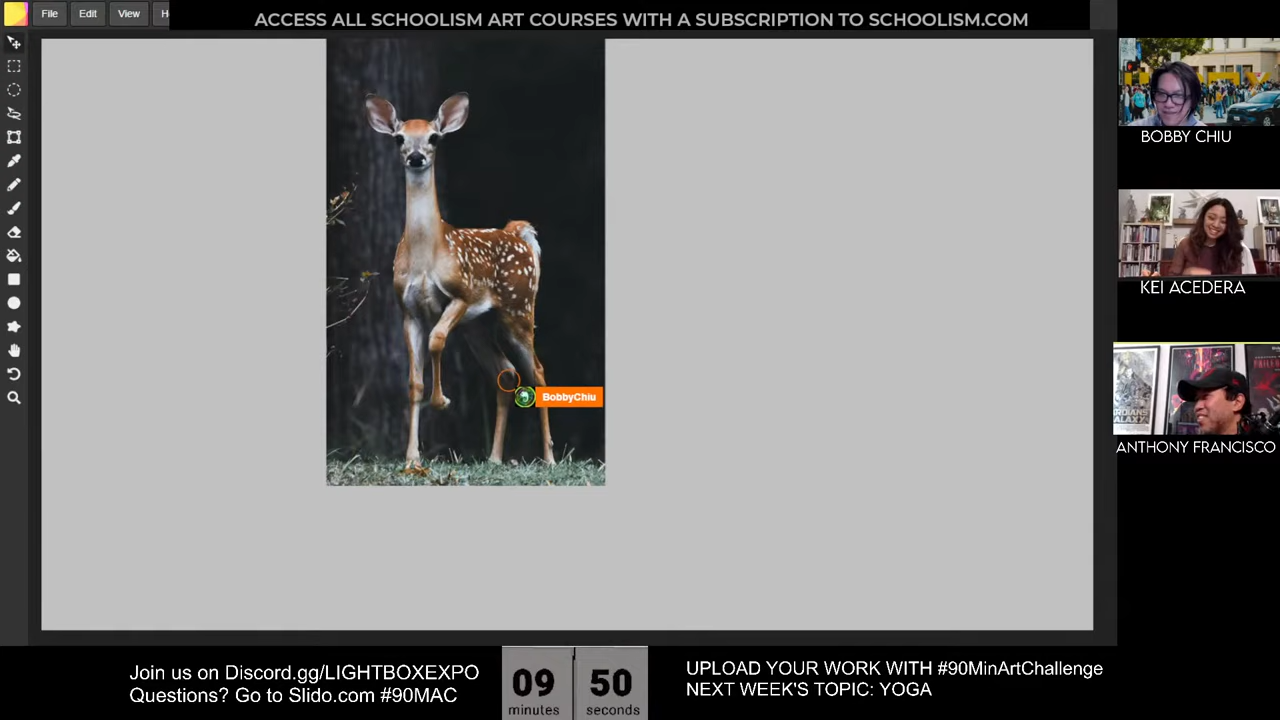 ACCESS ALL SCHOOLISM ART COURSES WITH A SUBSCRIPTION TO SCHOOLISM.COM
File Edit View
BOBBY CHIU
KEI ACEDERA
ANTHONY FRANCISCO
BobbyChiu
Join us on Discord.gg/LIGHTBOXEXPO
Questions? Go to Slido.com #90MAC
09 50
minutes seconds
UPLOAD YOUR WORK WITH #90MinArtChallenge
NEXT WEEK'S TOPIC: YOGA